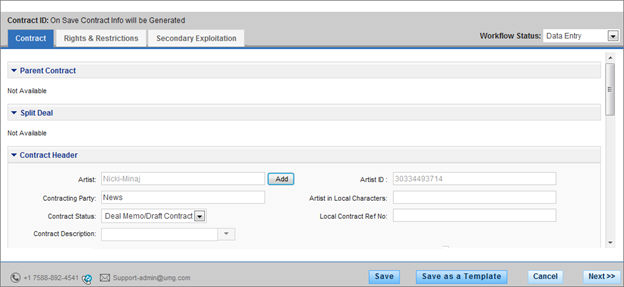 Contract ID: On Save Contract Info will be Generated
Contract Rights & Restrictions Secondary Exploitation Workflow Status: Data Entry
Parent Contract
Not Available
Split Deal
Not Available
Contract Header
Artist: Nicki-Minaj Add Artist ID : 30334493714
Contracting Party: News Artist in Local Characters:
Contract Status: Deal Memo/Draft Contract Local Contract Ref No:
Contract Description:
+1 7588-892-4541 Support-admin@umg.com Save Save as a Template Cancel Next >>